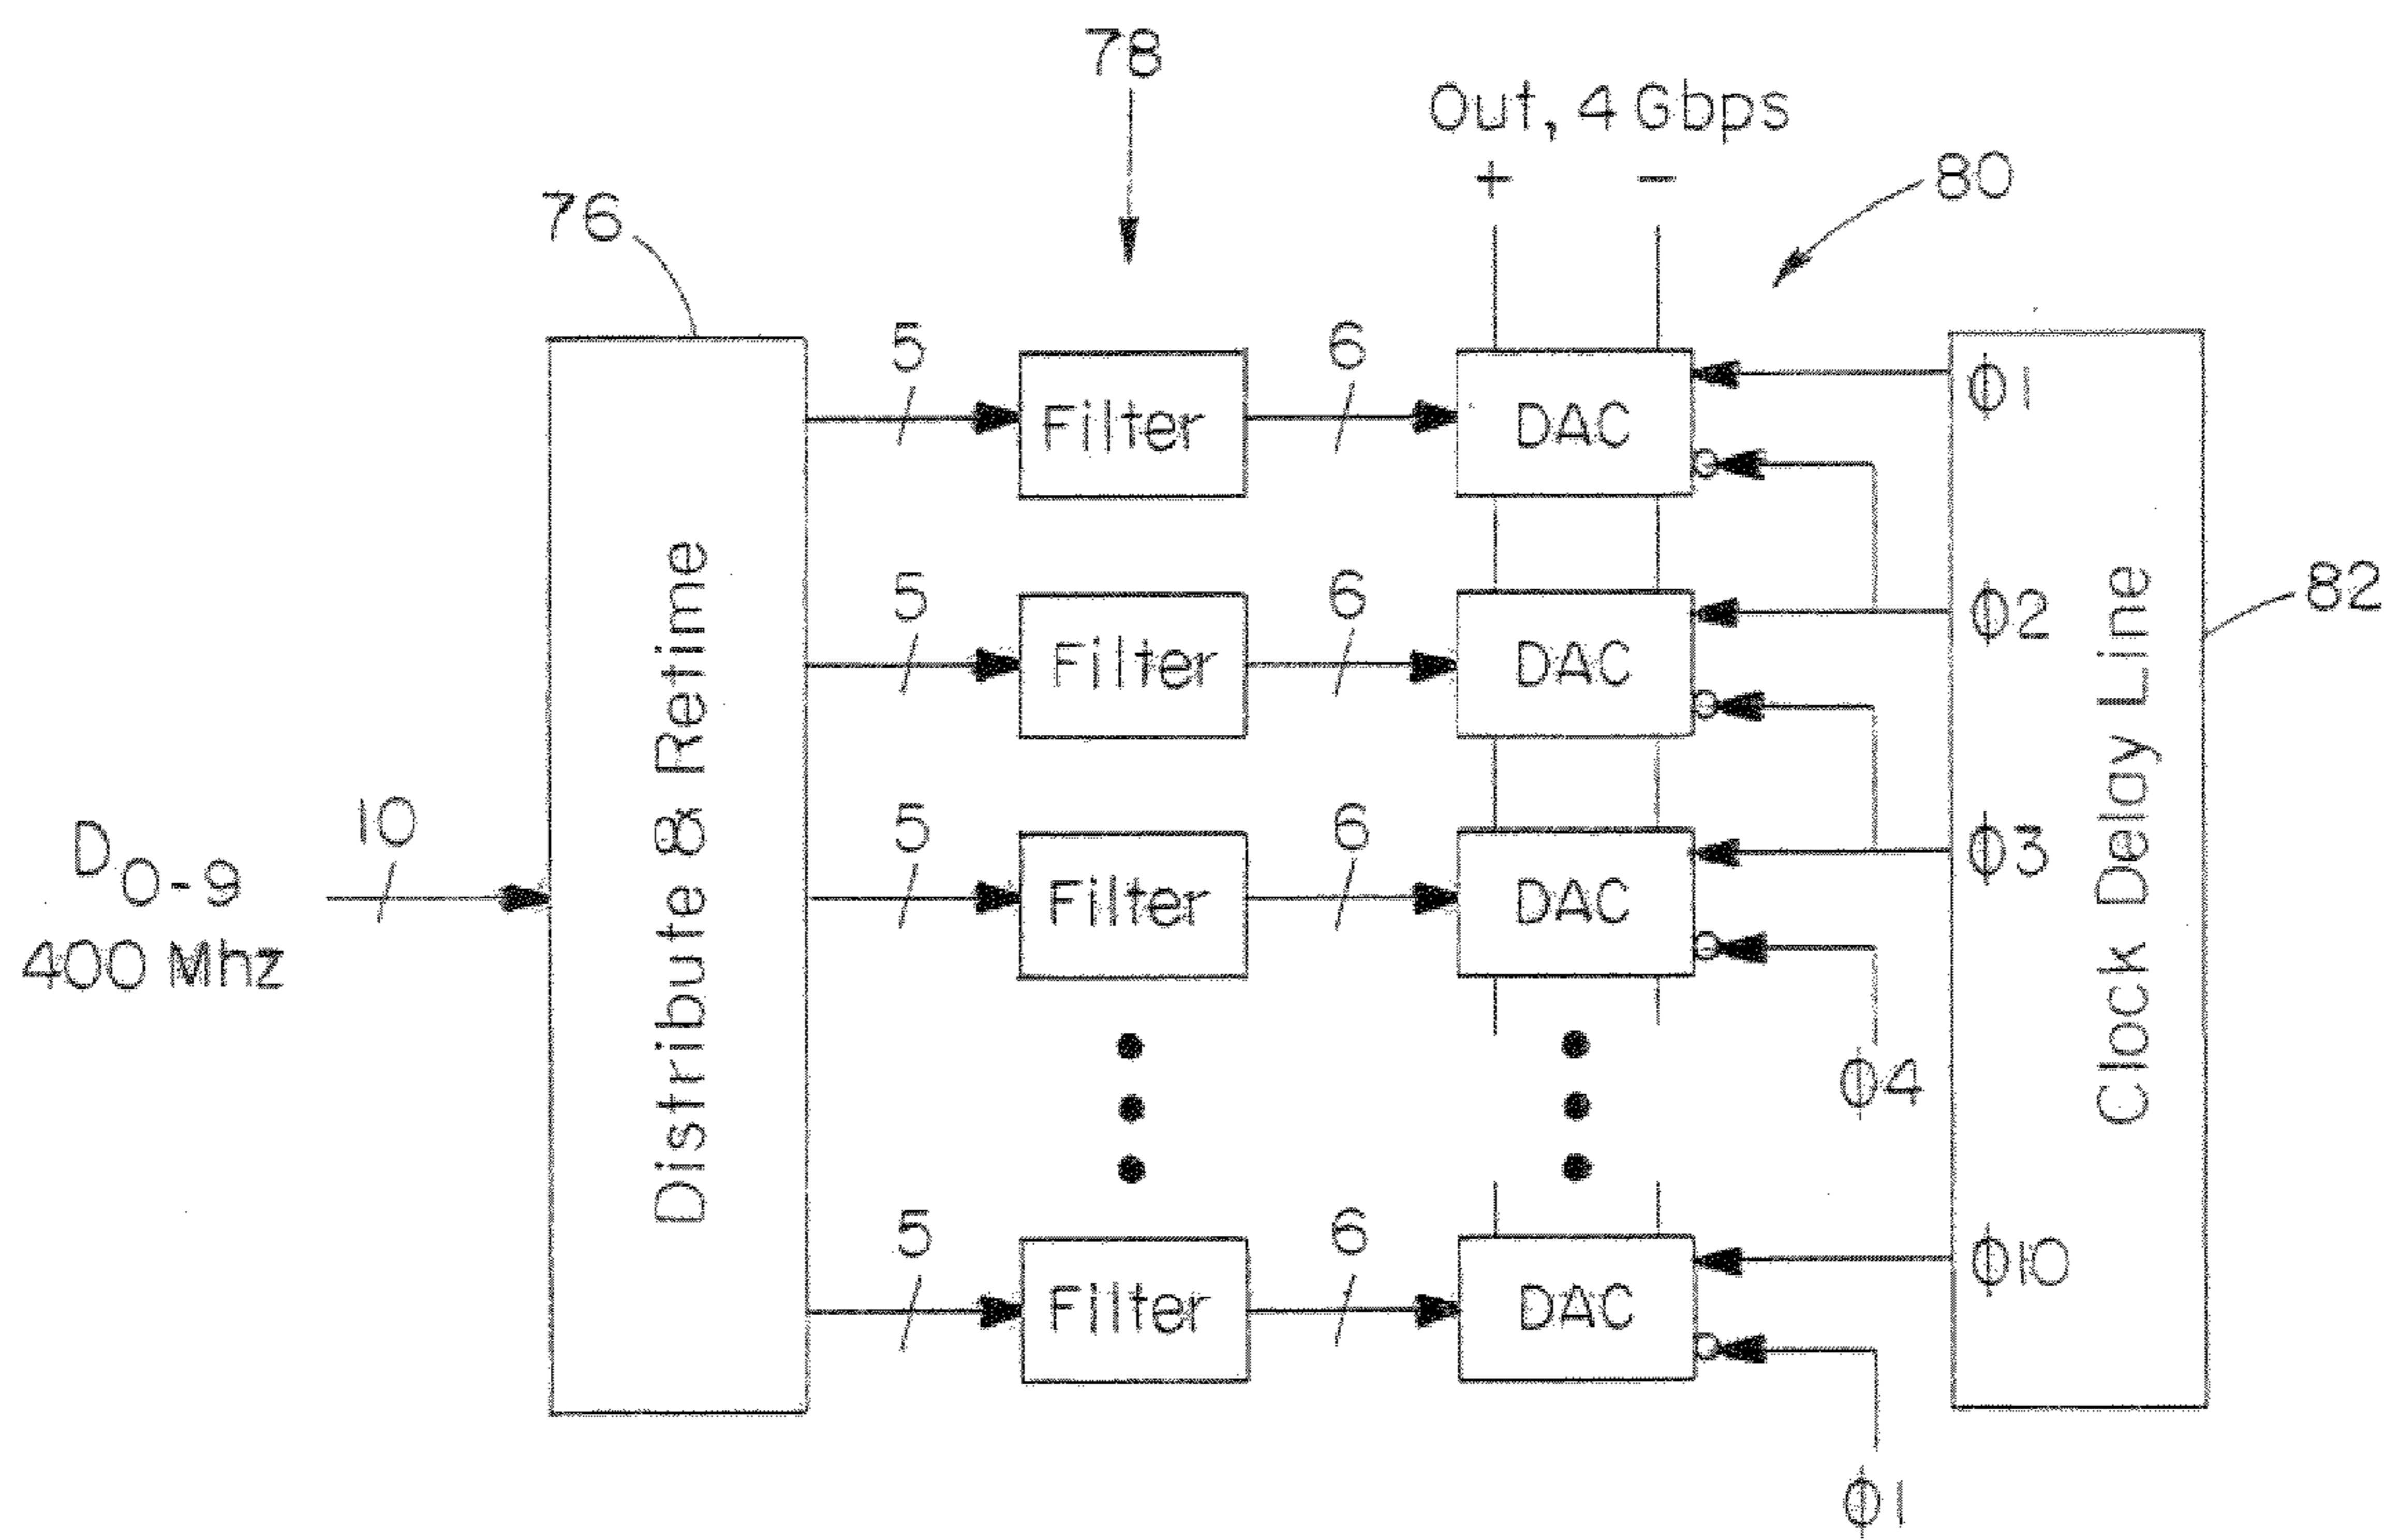 78
Out, 4 Gbps
+ −
80
76
5
Filter
6
DAC
ϕ1
5
Filter
6
DAC
ϕ2
82
5
Filter
6
DAC
ϕ3
D0-9
10
400 Mhz
Distribute & Retime
Clock Delay Line
ϕ4
5
Filter
6
DAC
ϕ10
ϕ1